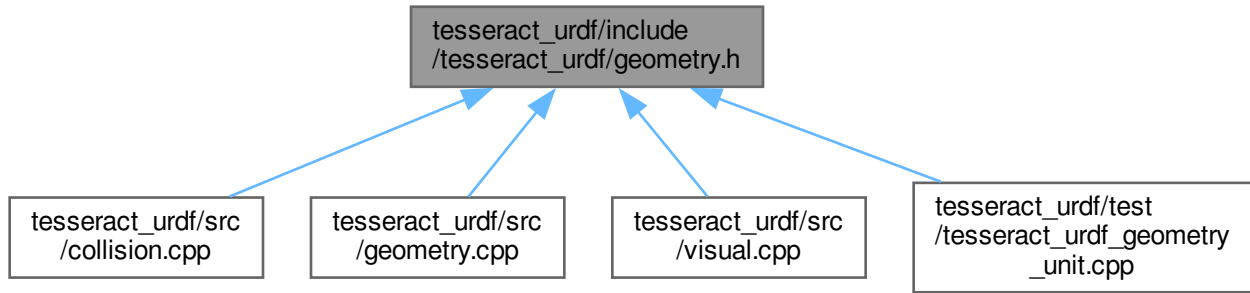 tesseract_urdf/include
/tesseract_urdf/geometry.h
tesseract_urdf/src
/collision.cpp
tesseract_urdf/src
/geometry.cpp
tesseract_urdf/src
/visual.cpp
tesseract_urdf/test
/tesseract_urdf_geometry
_unit.cpp